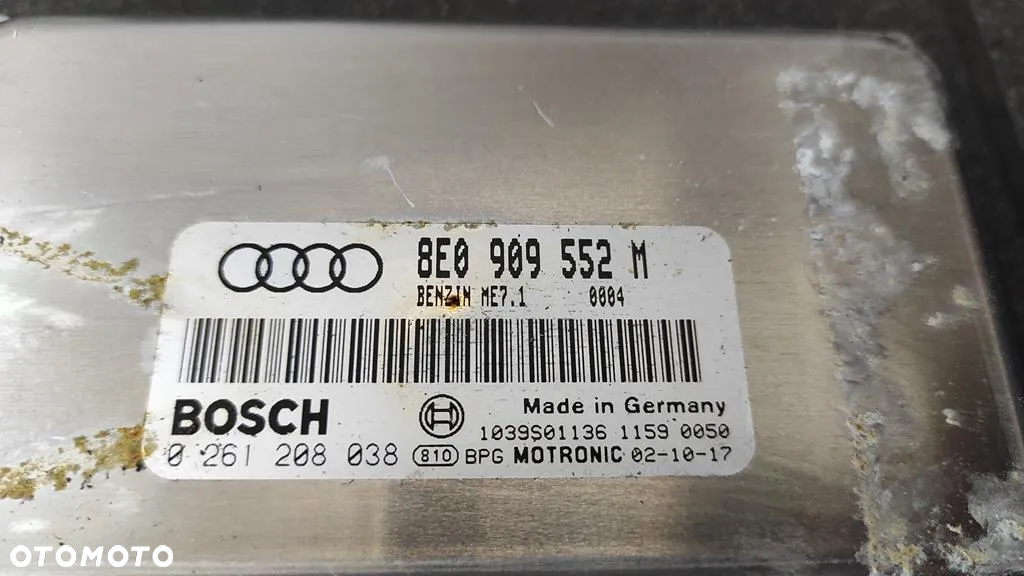 8E0 909 552 M
BENZIN ME7.1 0004
BOSCH
Made in Germany
1039S01136 1159 0050
0 261 208 038 810 BPG MOTRONIC 02-10-17
OTOMOTO